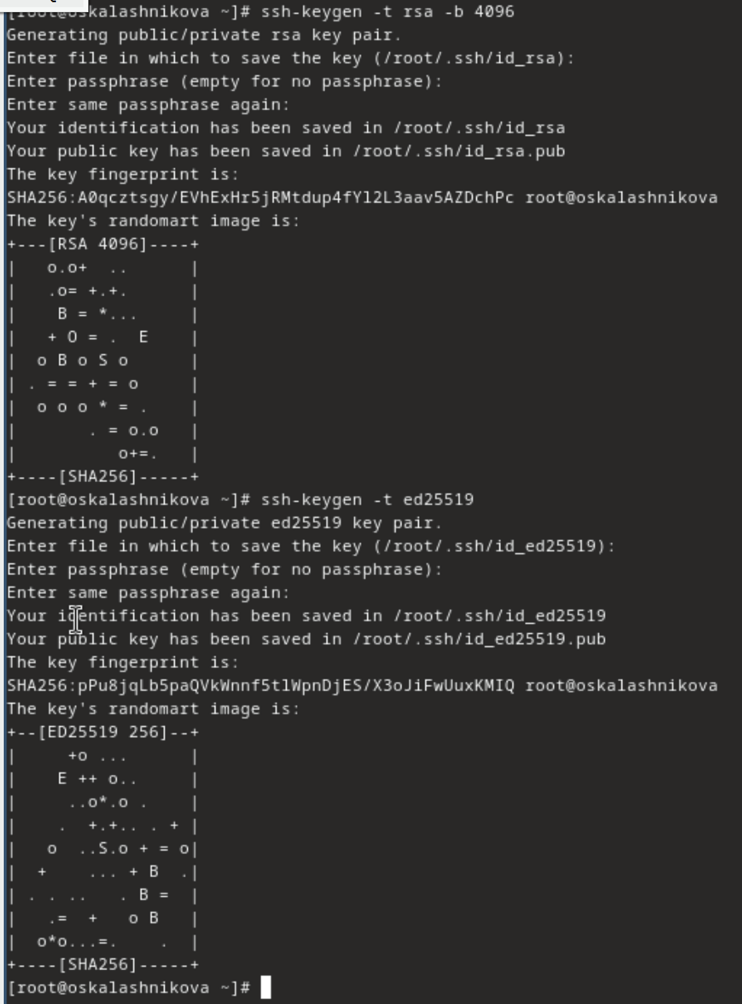 [root@oskalashnikova ~]# ssh-keygen -t rsa -b 4096
Generating public/private rsa key pair.
Enter file in which to save the key (/root/.ssh/id_rsa):
Enter passphrase (empty for no passphrase):
Enter same passphrase again:
Your identification has been saved in /root/.ssh/id_rsa
Your public key has been saved in /root/.ssh/id_rsa.pub
The key fingerprint is:
SHA256:A0qcztsgy/EVhExHr5jRMtdup4fYl2L3aav5AZDchPc root@oskalashnikova
The key's randomart image is:
+---[RSA 4096]----+
|   o.o+  ..      |
|   .o= +.+.      |
|    B = *...     |
|   + O = .  E    |
|  o B o S o      |
| . = = + = o     |
|  o o o * = .    |
|       . = o.o   |
|          o+=.   |
+----[SHA256]-----+
[root@oskalashnikova ~]# ssh-keygen -t ed25519
Generating public/private ed25519 key pair.
Enter file in which to save the key (/root/.ssh/id_ed25519):
Enter passphrase (empty for no passphrase):
Enter same passphrase again:
Your identification has been saved in /root/.ssh/id_ed25519
Your public key has been saved in /root/.ssh/id_ed25519.pub
The key fingerprint is:
SHA256:pPu8jqLb5paQVkWnnf5tlWpnDjES/X3oJiFwUuxKMIQ root@oskalashnikova
The key's randomart image is:
+--[ED25519 256]--+
|     +o ...      |
|    E ++ o..     |
|     ..o*.o .    |
|    .  +.+.. . + |
|   o  ..S.o + = o|
|  +    ... + B  .|
| . . ..   . B =  |
|   .=  +   o B   |
|  o*o...=.    .  |
+----[SHA256]-----+
[root@oskalashnikova ~]#